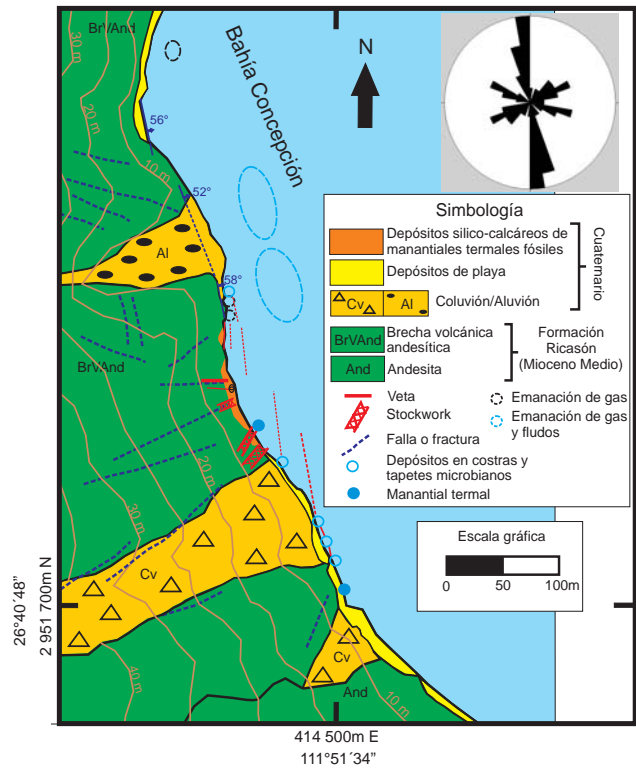 BrVAnd
30 m
20 m
10 m
Bahía Concepción
N
56°
52°
58°
Al
BrVAnd
20 m
30 m
Cv
40 m
Cv
And
10 m
Simbología
Depósitos silico-calcáreos de
manantiales termales fósiles
Depósitos de playa
Cv
Al
Coluvión/Aluvión
Cuaternario
BrVAnd
Brecha volcánica
andesítica
And
Andesita
Formación
Ricasón
(Mioceno Medio)
Veta
Stockwork
Falla o fractura
Depósitos en costras y
tapetes microbianos
Manantial termal
Emanación de gas
Emanación de gas
y fludos
Escala gráfica
0 50 100m
26°40´48”
2 951 700m N
414 500m E
111°51´34”